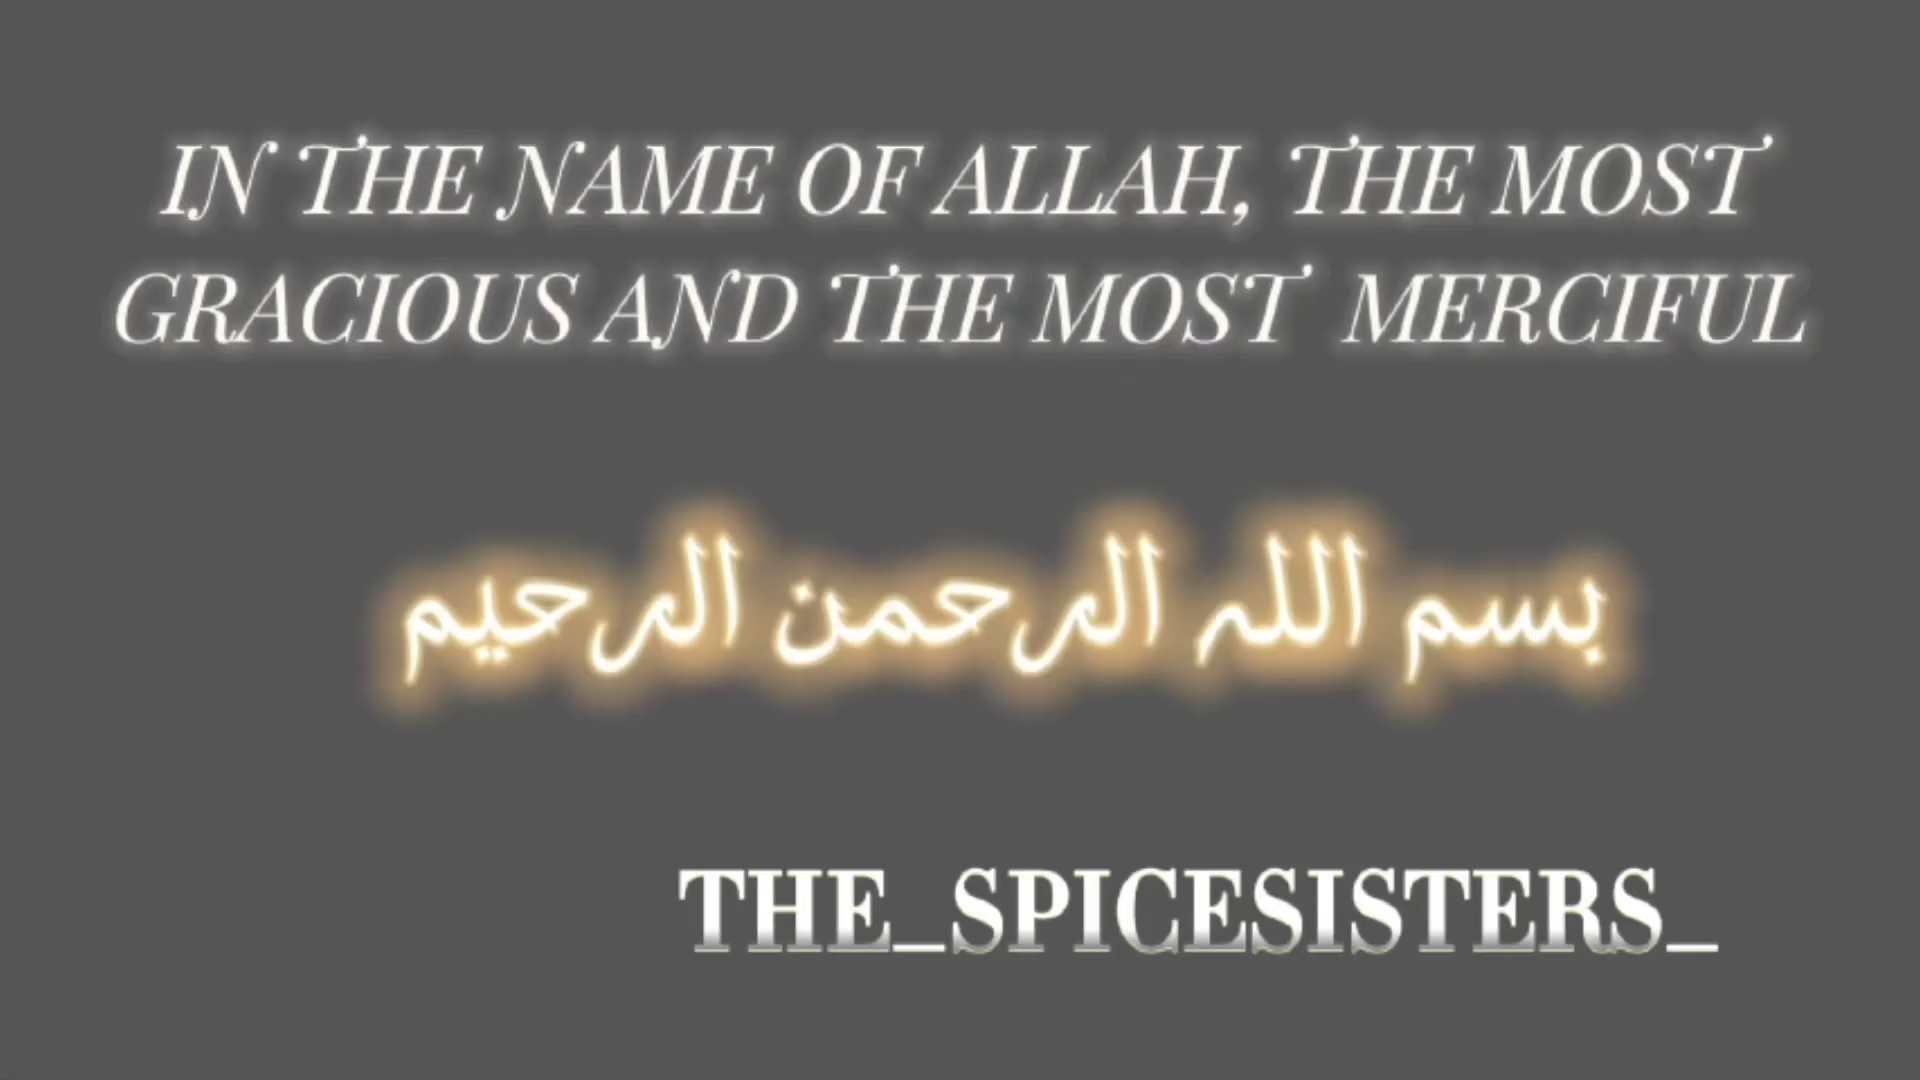 IN THE NAME OF ALLAH, THE MOST
GRACIOUS AND THE MOST MERCIFUL
بسم الله الرحمن الرحيم
THE_SPICESISTERS_